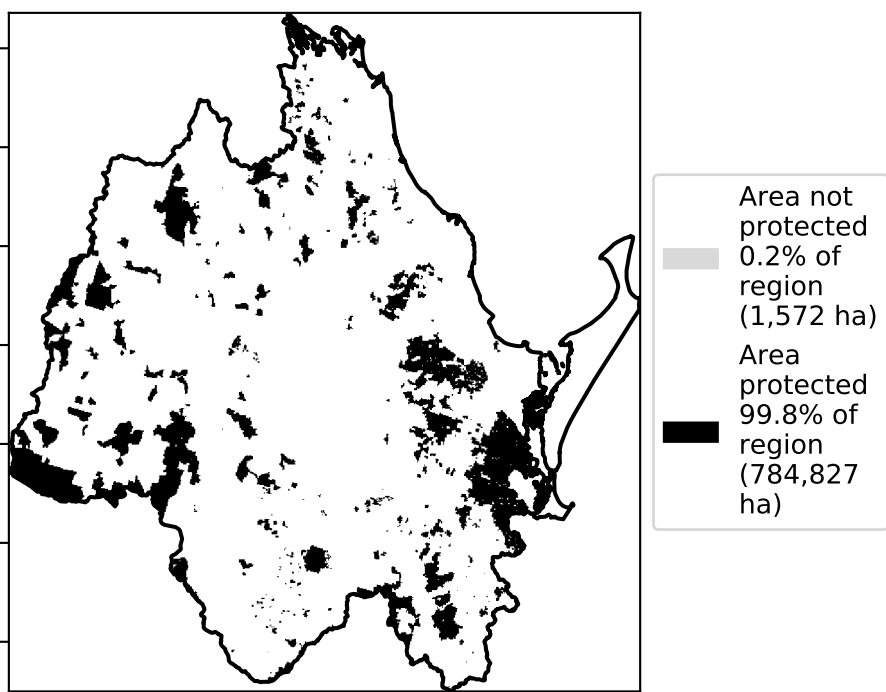 Area not
protected
0.2% of
region
(1,572 ha)
Area
protected
99.8% of
region
(784,827
ha)